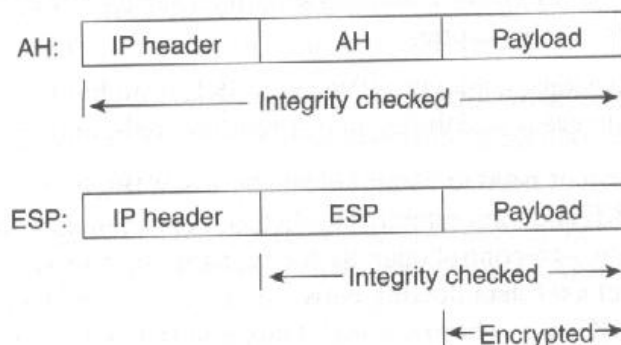 AH: IP header AH Payload
Integrity checked
ESP: IP header ESP Payload
Integrity checked
Encrypted